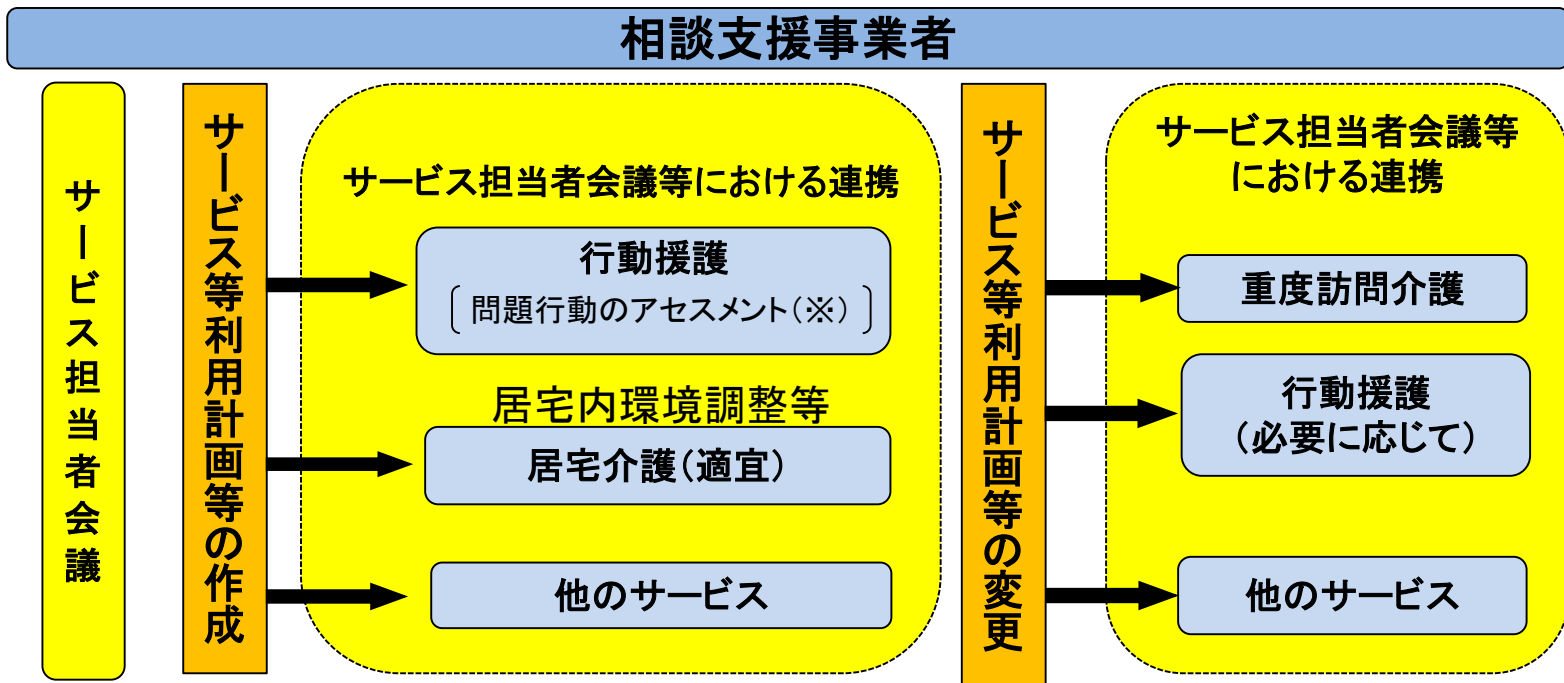 相談支援事業者
サービス担当者会議
サービス等利用計画等の作成
サービス担当者会議等における連携
行動援護
〔 問題行動のアセスメント（※） 〕
居宅内環境調整等
居宅介護（適宜）
他のサービス
サービス等利用計画等の変更
サービス担当者会議等
における連携
重度訪問介護
行動援護
（必要に応じて）
他のサービス